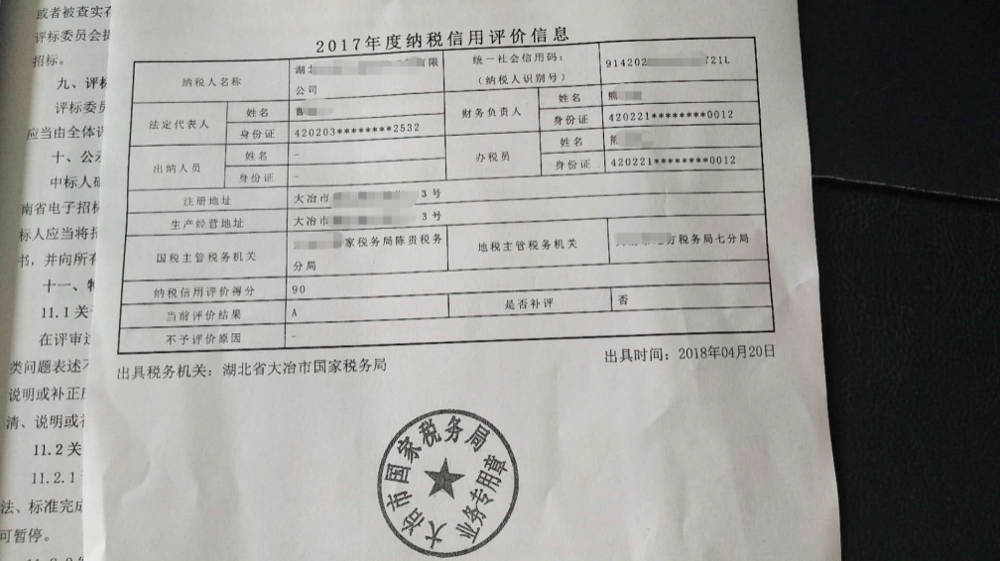 或者被查实存
评标委员会
招标。
九、评标
评标委员
应当由全体评
十、公示
中标人确
南省电子招标
标人应当将招
书，并向所有
十一、特
11.1 关
在评审过
类问题表述不
说明或补正应
清、说明或补
11.2 关
11.2.1
法、标准完成
可暂停。
2017年度纳税信用评价信息
纳税人名称 湖北 有限公司 统一社会信用代码：（纳税人识别号） 914202 721L
法定代表人 姓名 曹 财务负责人 姓名 熊
身份证 420203********2532 身份证 420221********0012
出纳人员 姓名 - 办税员 姓名 熊
身份证 - 身份证 420221********0012
注册地址 大冶市 3号
生产经营地址 大冶市 3号
国税主管税务机关 家税务局陈贵税务分局 地税主管税务机关 方税务局七分局
纳税信用评价得分 90
当前评价结果 A 是否补评 否
不予评价原因 -
出具税务机关：湖北省大冶市国家税务局 出具时间：2018年04月20日
大冶市国家税务局
业务专用章